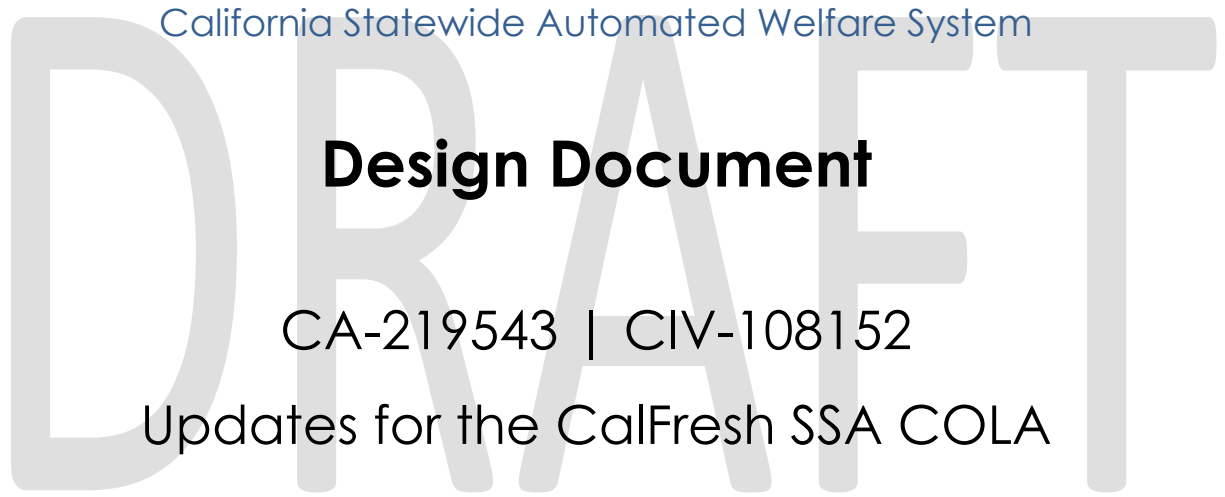 California Statewide Automated Welfare System
DRAFT
Design Document
CA-219543 | CIV-108152
Updates for the CalFresh SSA COLA